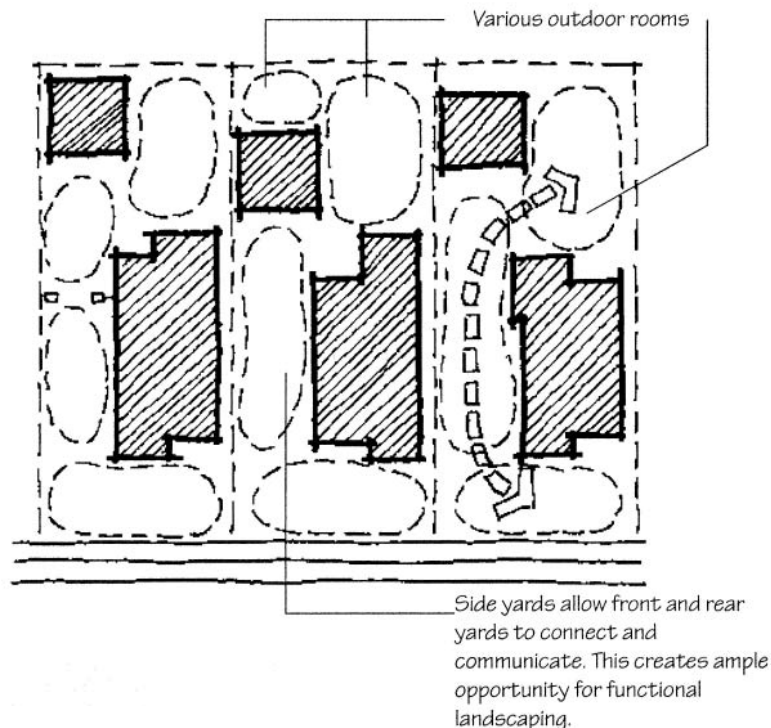 Various outdoor rooms
Side yards allow front and rear
yards to connect and
communicate. This creates ample
opportunity for functional
landscaping.